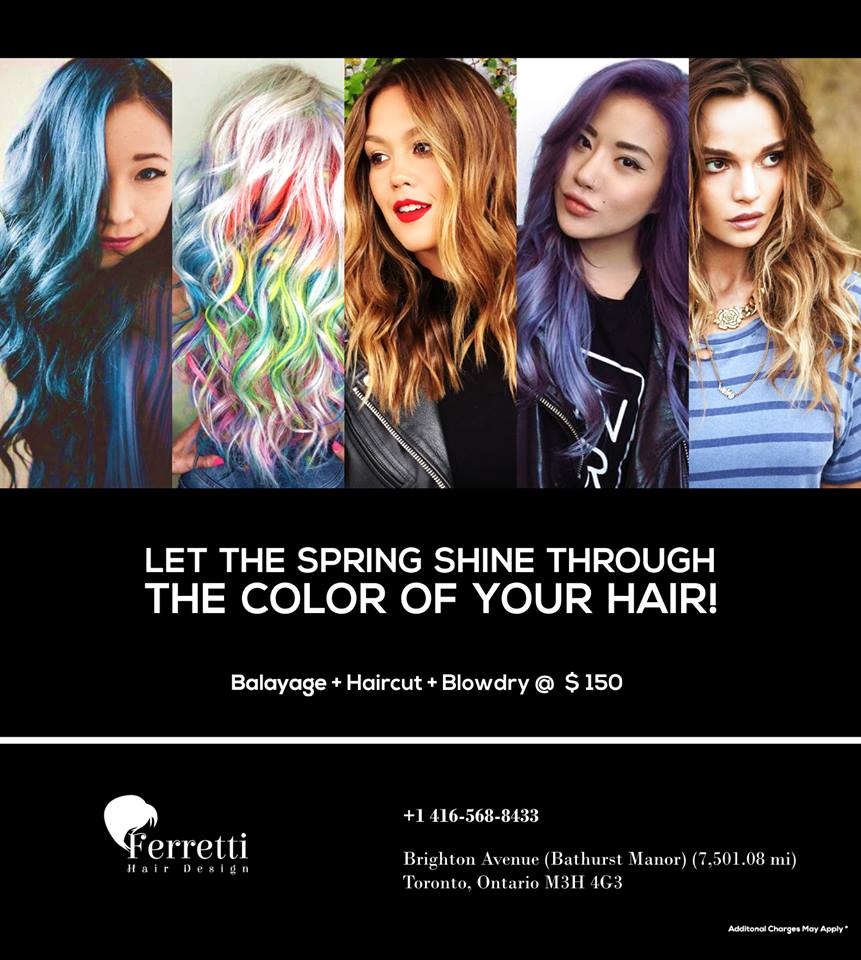 LET THE SPRING SHINE THROUGH
THE COLOR OF YOUR HAIR!
Balayage + Haircut + Blowdry @ $ 150
Ferretti
Hair Design
+1 416-568-8433
Brighton Avenue (Bathurst Manor) (7,501.08 mi)
Toronto, Ontario M3H 4G3
Additonal Charges May Apply *